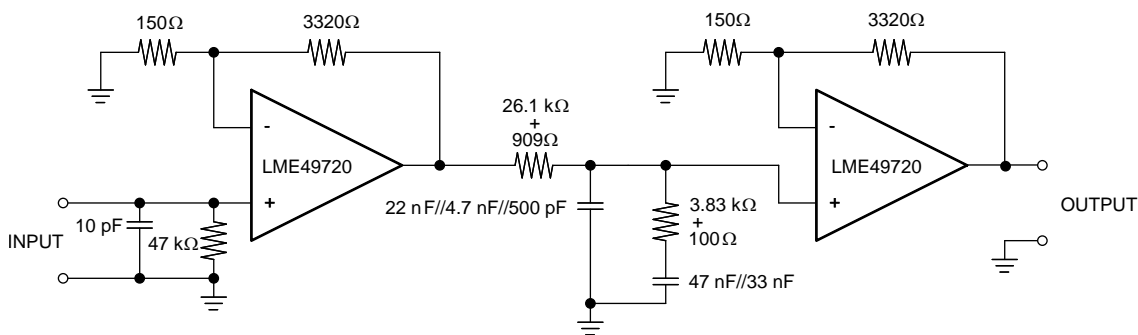 150Ω
3320Ω
150Ω
3320Ω
26.1 kΩ
+
909Ω
-
LME49720
+
-
LME49720
+
10 pF
47 kΩ
INPUT
22 nF//4.7 nF//500 pF
3.83 kΩ
+
100Ω
47 nF//33 nF
OUTPUT